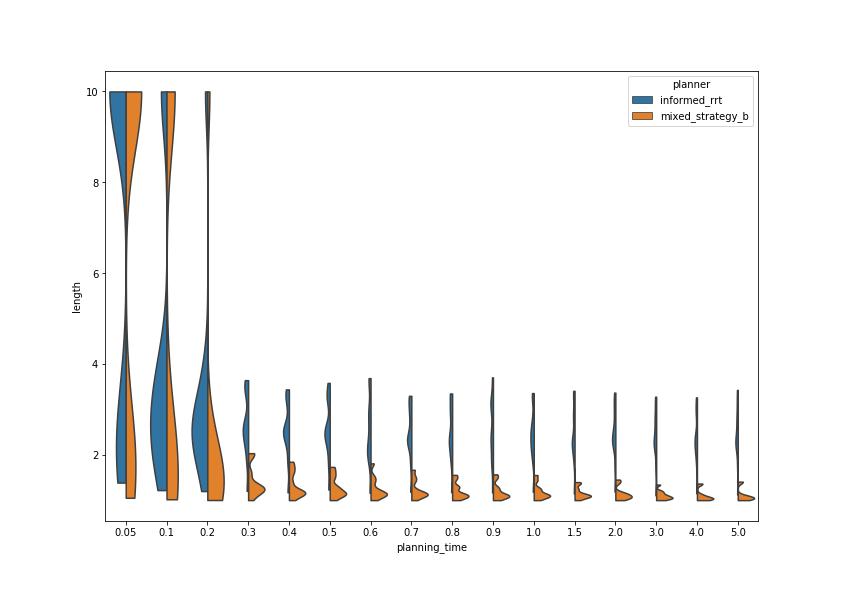 planner
informed_rrt
mixed_strategy_b
10
8
6
4
2
length
0.05 0.1 0.2 0.3 0.4 0.5 0.6 0.7 0.8 0.9 1.0 1.5 2.0 3.0 4.0 5.0
planning_time